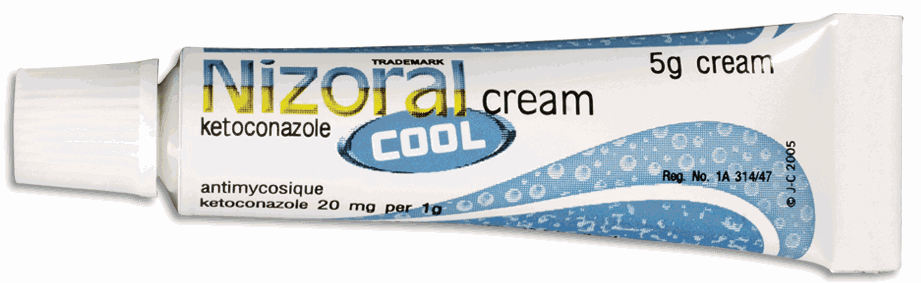 TRADEMARK
Nizoral cream
ketoconazole
COOL
5g cream
antimycosique
ketoconazole 20 mg per 1g
Reg. No. 1A 314/47
© J-C 2005